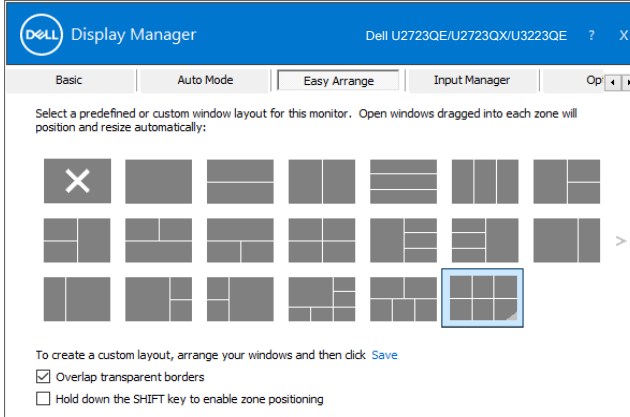 DELL Display Manager Dell U2723QE/U2723QX/U3223QE ? X
Basic Auto Mode Easy Arrange Input Manager Opt
Select a predefined or custom window layout for this monitor. Open windows dragged into each zone will
position and resize automatically:
>
To create a custom layout, arrange your windows and then click Save
Overlap transparent borders
Hold down the SHIFT key to enable zone positioning